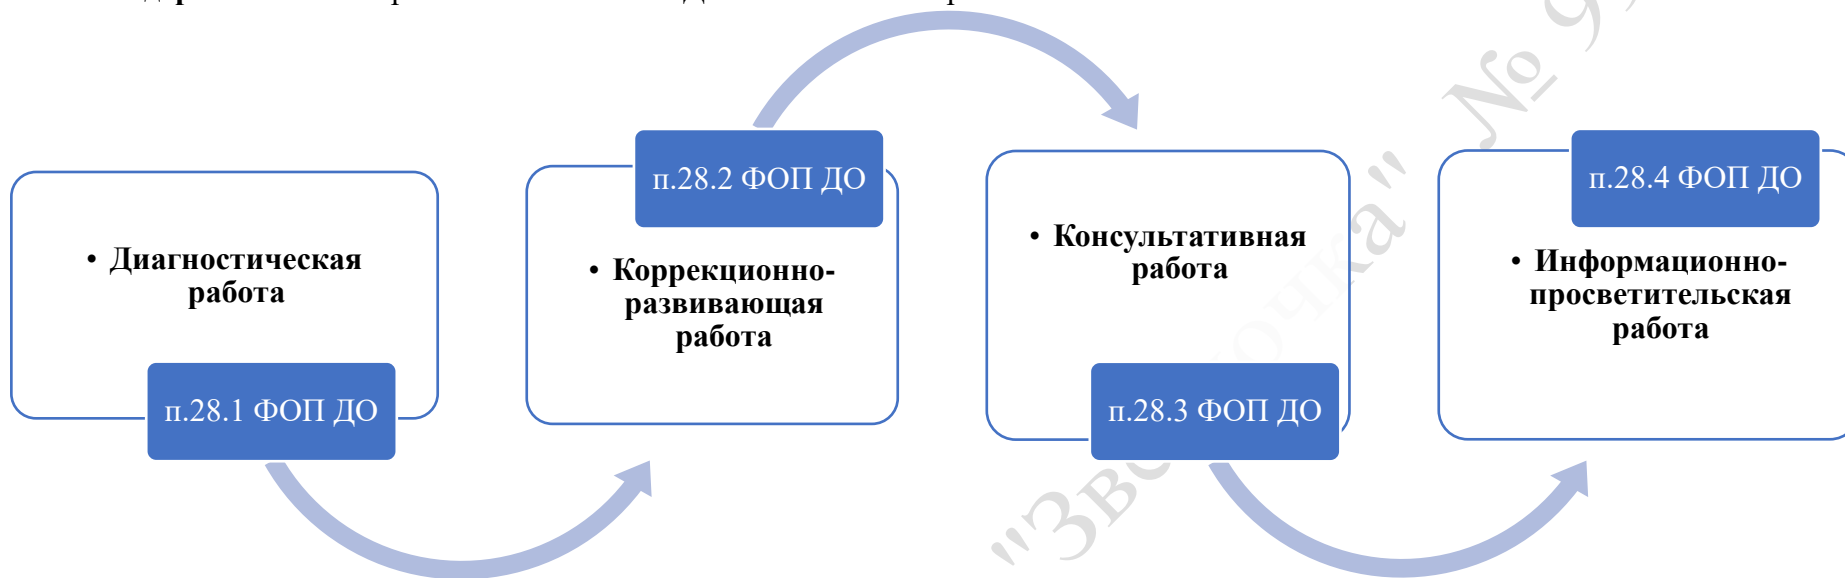 • Диагностическая
работа
п.28.1 ФОП ДО
п.28.2 ФОП ДО
• Коррекционно-
развивающая
работа
• Консультативная
работа
п.28.3 ФОП ДО
п.28.4 ФОП ДО
• Информационно-
просветительская
работа
№